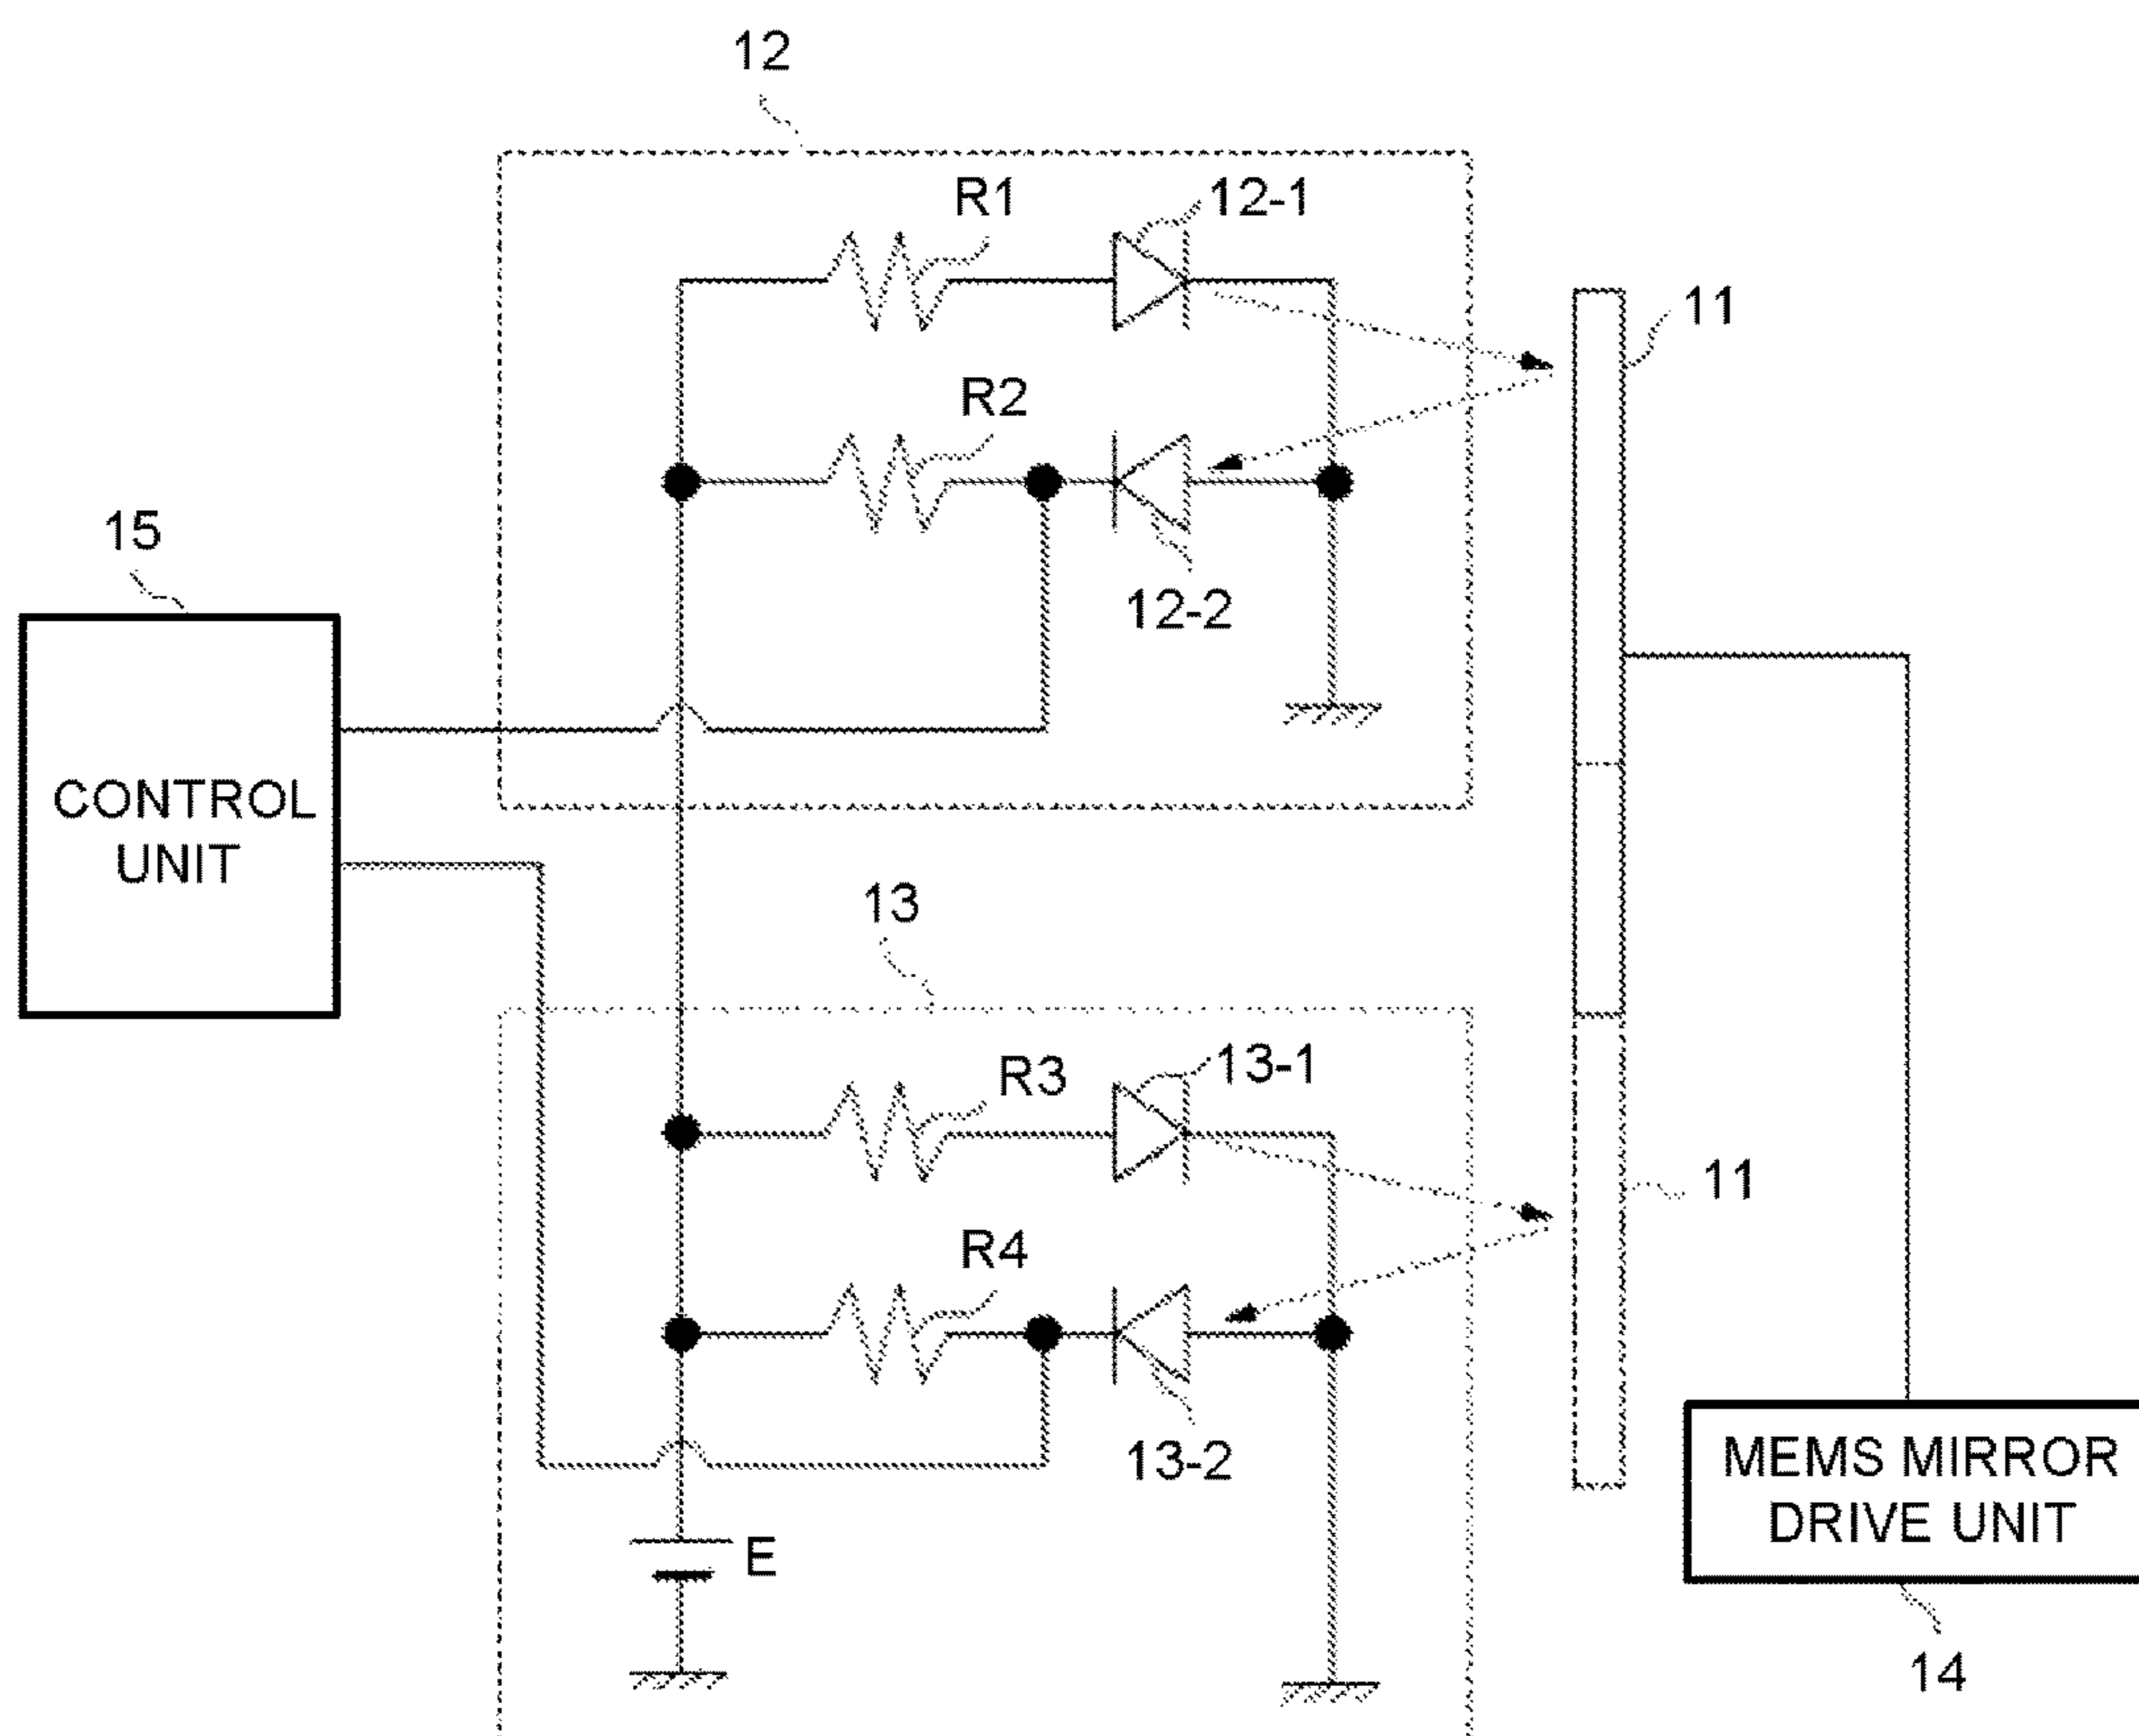 12
R1
12-1
11
R2
15
12-2
CONTROL
UNIT
13
R3
13-1
11
R4
13-2
MEMS MIRROR
DRIVE UNIT
E
14